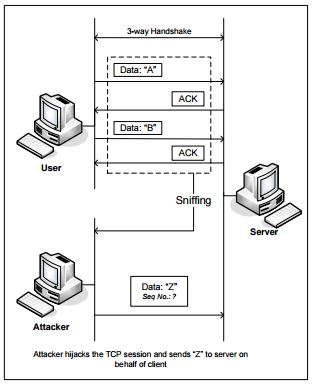 3-way Handshake
Data: “A”
ACK
Data: “B”
ACK
User
Sniffing
Server
Data: “Z”
Seq No.: ?
Attacker
Attacker hijacks the TCP session and sends “Z” to server on
behalf of client